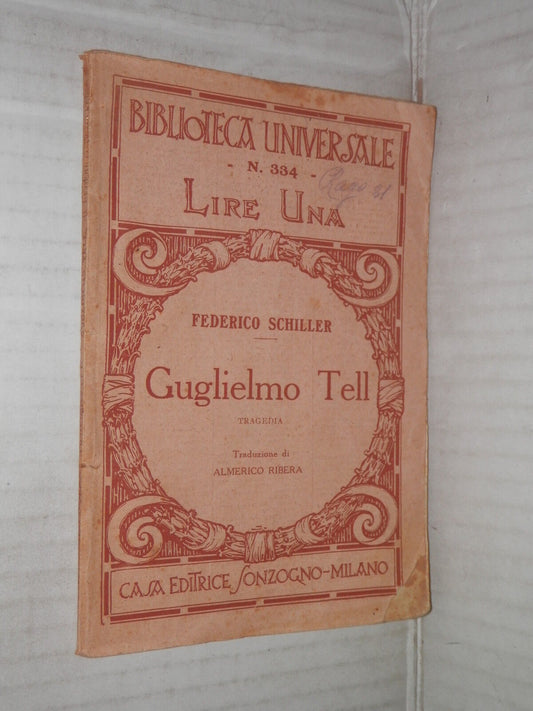 BIBLIOTECA UNIVERSALE
- N. 334 -
LIRE UNA
FEDERICO SCHILLER
Guglielmo Tell
TRAGEDIA
Traduzione di
ALMERICO RIBERA
CASA EDITRICE SONZOGNO-MILANO